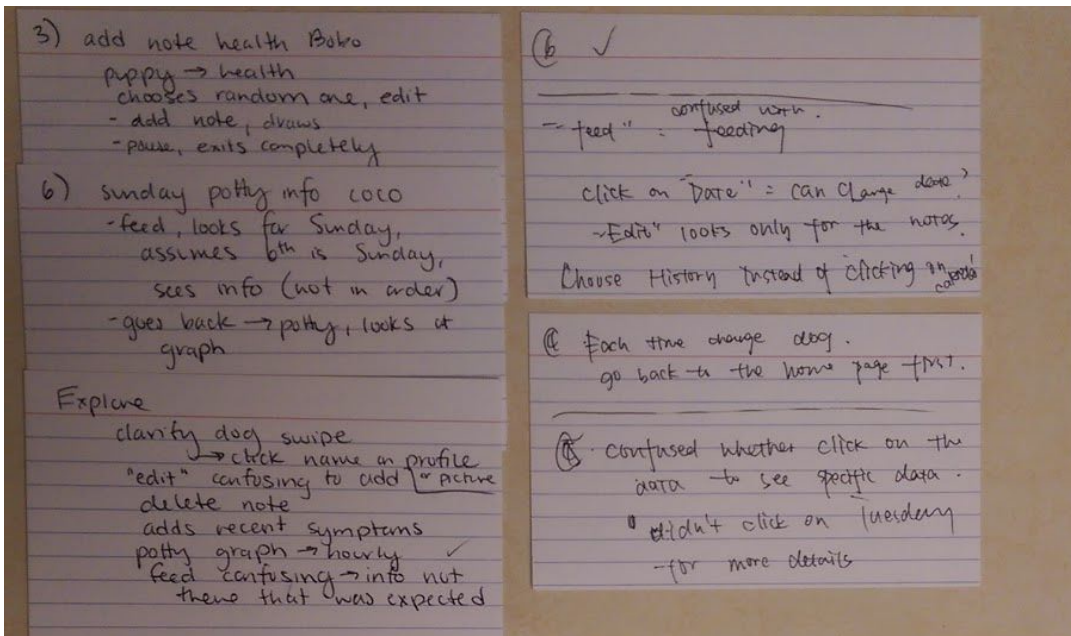 3) add note health Bobo
puppy → health
chooses random one, edit
- add note, draws
- pause, exits completely
6) sunday potty info coco
- feed, looks for Sunday,
assumes 6th is Sunday,
sees info (not in order)
- goes back → potty, looks at
graph
Explore
clarify dog swipe
↳ click name on profile
"edit" confusing to add or picture
delete note
adds recent symptoms
potty graph → hourly ✓
feed confusing → info not
there that was expected
✓
confused with.
- feed" = feeding
click on "Date" = can change date?
"Edit" looks only for the notes.
Choose History instead of clicking on calendar
Each time change dog.
go back to the home page first.
confused whether click on the
data to see specific data.
didn't click on Tuesday
- for more details